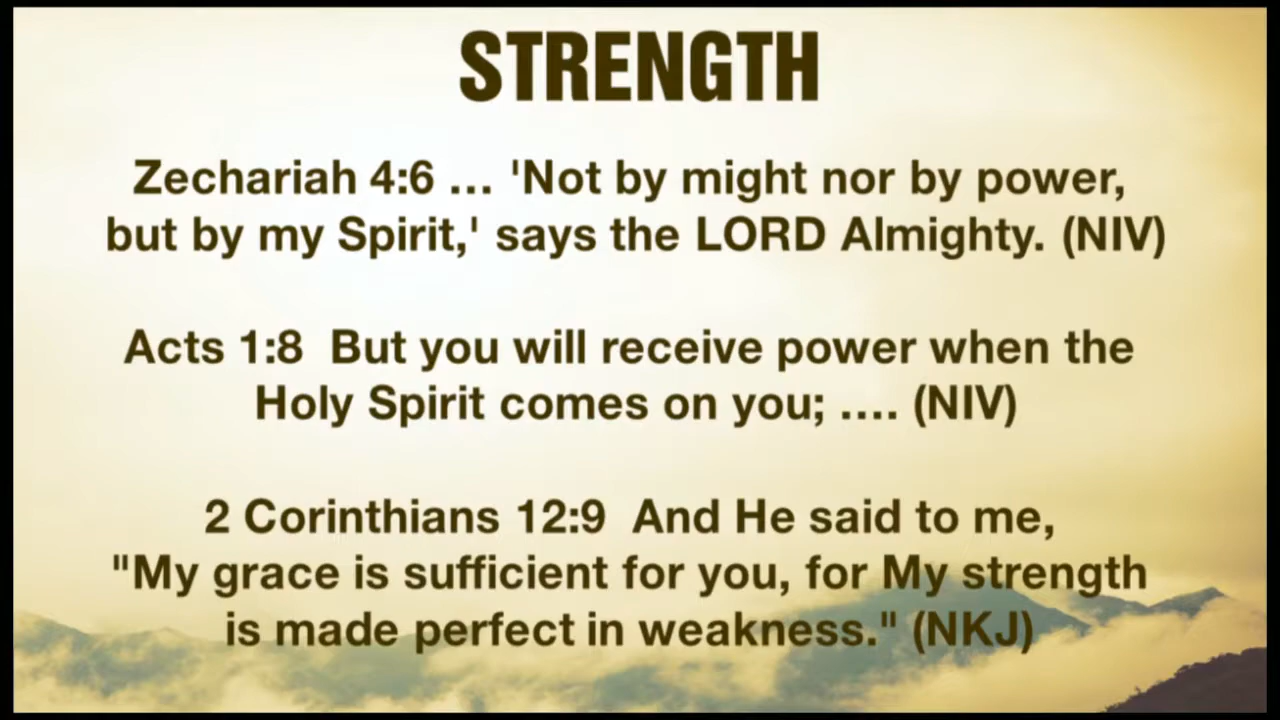 STRENGTH
Zechariah 4:6 ... 'Not by might nor by power,
but by my Spirit,' says the LORD Almighty. (NIV)
Acts 1:8  But you will receive power when the
Holy Spirit comes on you; .... (NIV)
2 Corinthians 12:9  And He said to me,
"My grace is sufficient for you, for My strength
is made perfect in weakness." (NKJ)